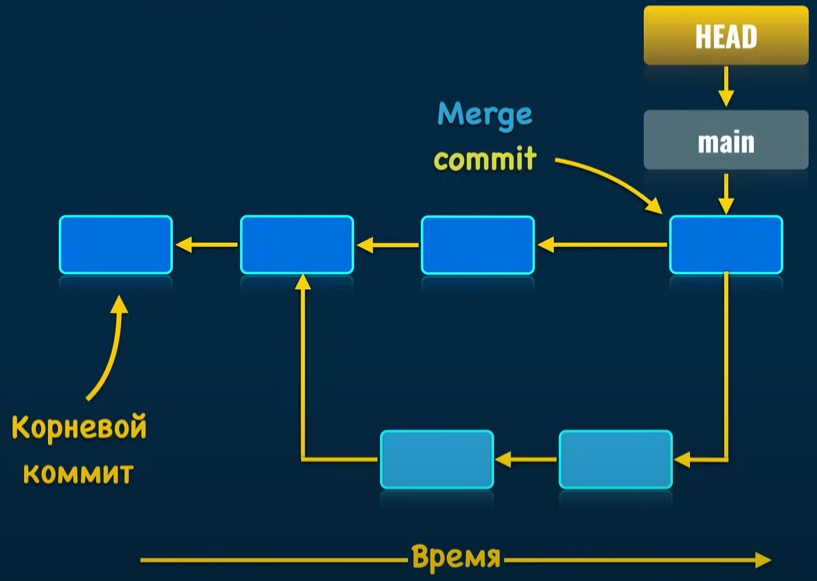 HEAD
Merge
commit
main
Корневой
коммит
Время